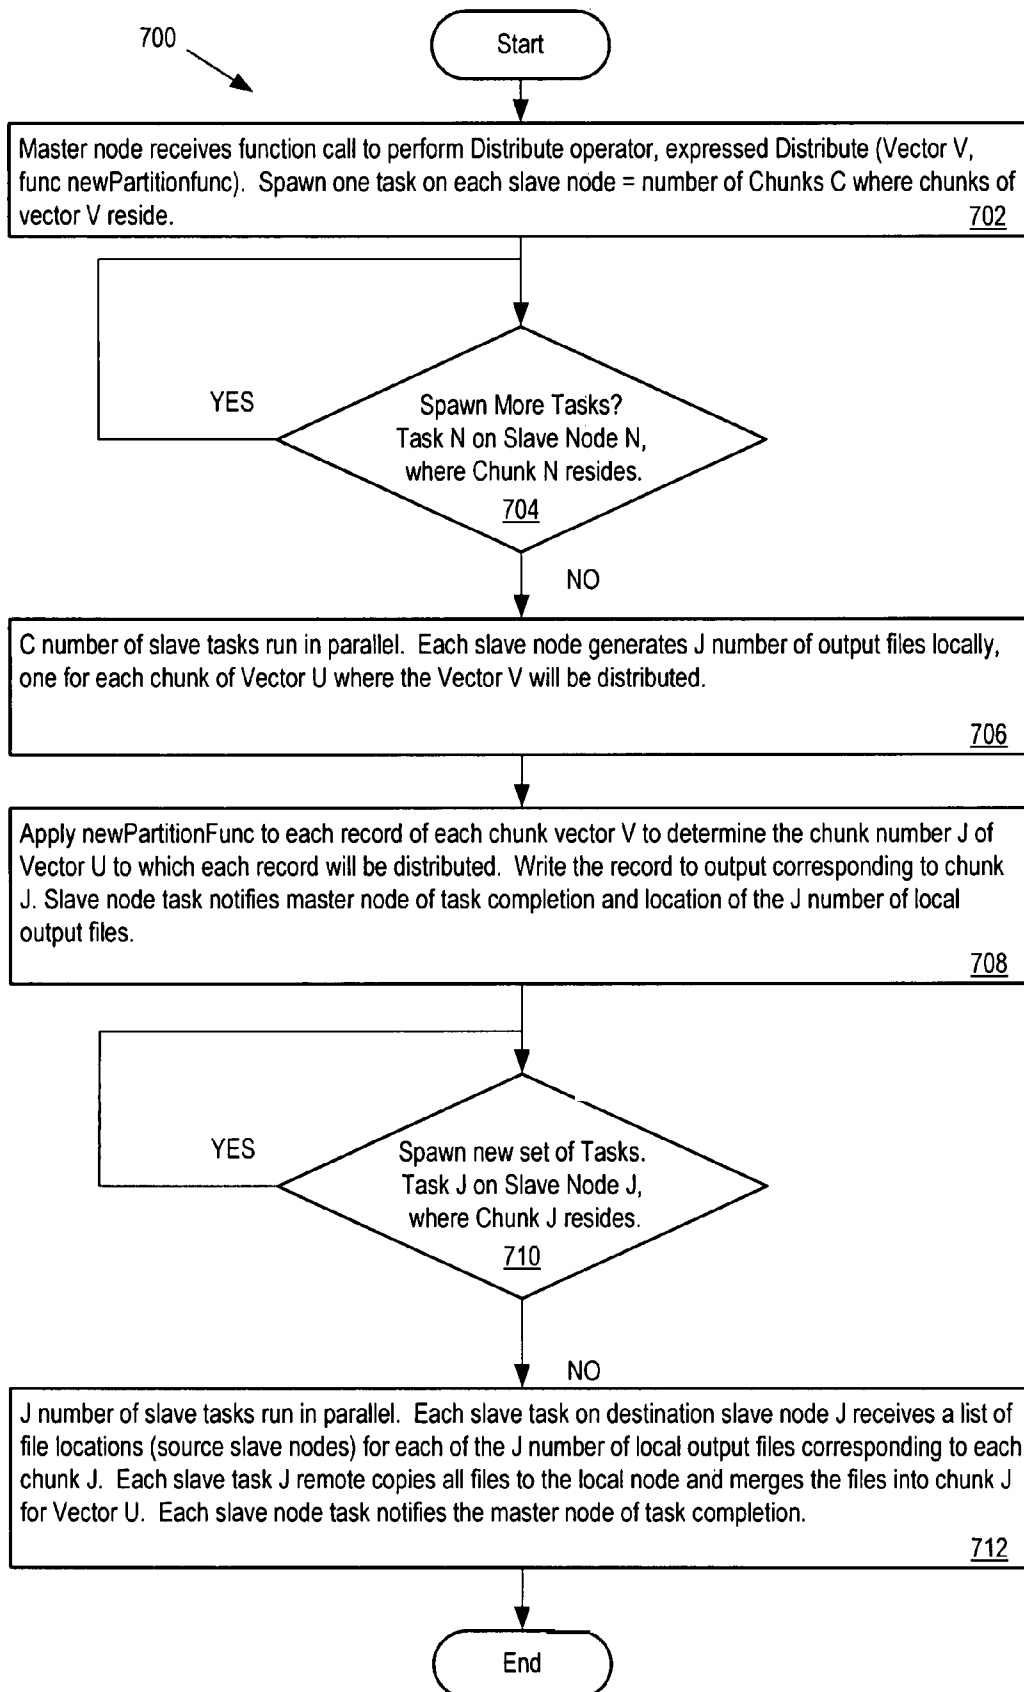 700
Start
Master node receives function call to perform Distribute operator, expressed Distribute (Vector V,
func newPartitionfunc). Spawn one task on each slave node = number of Chunks C where chunks of
vector V reside.
702
YES
Spawn More Tasks?
Task N on Slave Node N,
where Chunk N resides.
704
NO
C number of slave tasks run in parallel. Each slave node generates J number of output files locally,
one for each chunk of Vector U where the Vector V will be distributed.
706
Apply newPartitionFunc to each record of each chunk vector V to determine the chunk number J of
Vector U to which each record will be distributed. Write the record to output corresponding to chunk
J. Slave node task notifies master node of task completion and location of the J number of local
output files.
708
YES
Spawn new set of Tasks.
Task J on Slave Node J,
where Chunk J resides.
710
NO
J number of slave tasks run in parallel. Each slave task on destination slave node J receives a list of
file locations (source slave nodes) for each of the J number of local output files corresponding to each
chunk J. Each slave task J remote copies all files to the local node and merges the files into chunk J
for Vector U. Each slave node task notifies the master node of task completion.
712
End